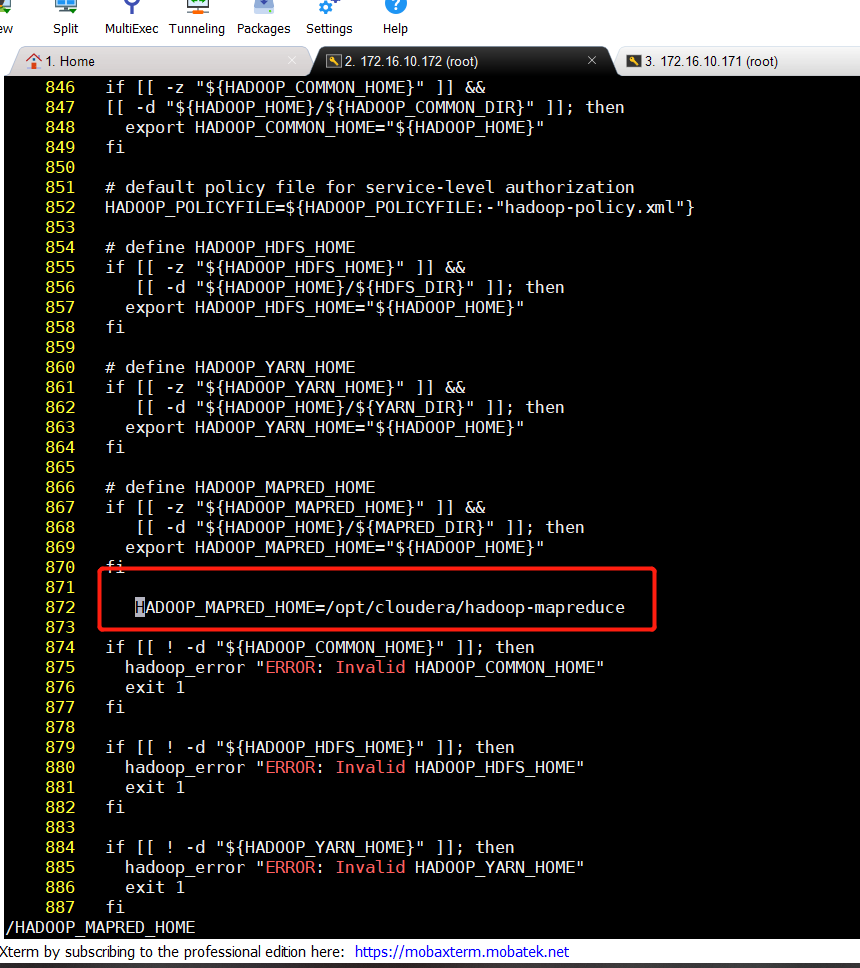 ew Split MultiExec Tunneling Packages Settings Help
1. Home 2. 172.16.10.172 (root) 3. 172.16.10.171 (root)
846 if [[ -z "${HADOOP_COMMON_HOME}" ]] &&
847 [[ -d "${HADOOP_HOME}/${HADOOP_COMMON_DIR}" ]]; then
848 export HADOOP_COMMON_HOME="${HADOOP_HOME}"
849 fi
850
851 # default policy file for service-level authorization
852 HADOOP_POLICYFILE=${HADOOP_POLICYFILE:-"hadoop-policy.xml"}
853
854 # define HADOOP_HDFS_HOME
855 if [[ -z "${HADOOP_HDFS_HOME}" ]] &&
856 [[ -d "${HADOOP_HOME}/${HDFS_DIR}" ]]; then
857 export HADOOP_HDFS_HOME="${HADOOP_HOME}"
858 fi
859
860 # define HADOOP_YARN_HOME
861 if [[ -z "${HADOOP_YARN_HOME}" ]] &&
862 [[ -d "${HADOOP_HOME}/${YARN_DIR}" ]]; then
863 export HADOOP_YARN_HOME="${HADOOP_HOME}"
864 fi
865
866 # define HADOOP_MAPRED_HOME
867 if [[ -z "${HADOOP_MAPRED_HOME}" ]] &&
868 [[ -d "${HADOOP_HOME}/${MAPRED_DIR}" ]]; then
869 export HADOOP_MAPRED_HOME="${HADOOP_HOME}"
870 fi
871
872 HADOOP_MAPRED_HOME=/opt/cloudera/hadoop-mapreduce
873
874 if [[ ! -d "${HADOOP_COMMON_HOME}" ]]; then
875 hadoop_error "ERROR: Invalid HADOOP_COMMON_HOME"
876 exit 1
877 fi
878
879 if [[ ! -d "${HADOOP_HDFS_HOME}" ]]; then
880 hadoop_error "ERROR: Invalid HADOOP_HDFS_HOME"
881 exit 1
882 fi
883
884 if [[ ! -d "${HADOOP_YARN_HOME}" ]]; then
885 hadoop_error "ERROR: Invalid HADOOP_YARN_HOME"
886 exit 1
887 fi
/HADOOP_MAPRED_HOME
Xterm by subscribing to the professional edition here: https://mobaxterm.mobatek.net